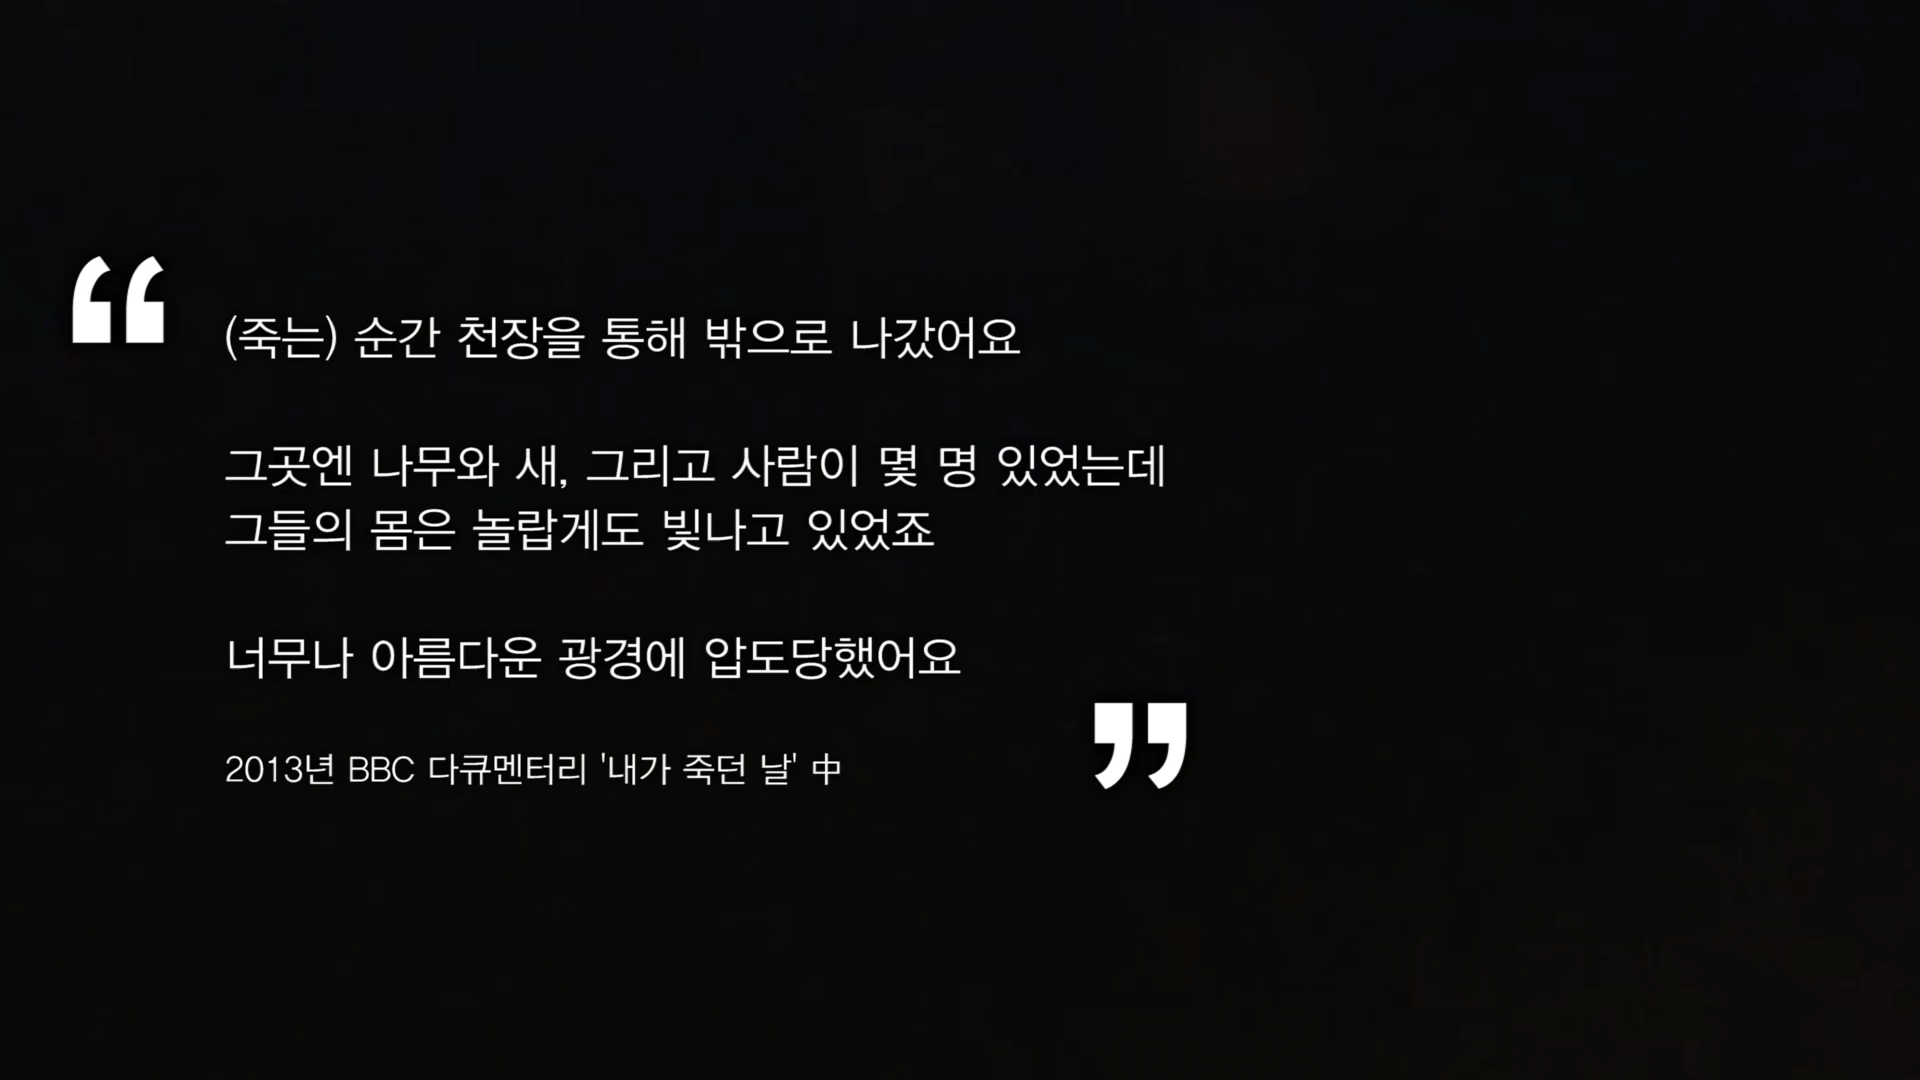 “
(죽는) 순간 천장을 통해 밖으로 나갔어요
그곳엔 나무와 새, 그리고 사람이 몇 명 있었는데
그들의 몸은 놀랍게도 빛나고 있었죠
너무나 아름다운 광경에 압도당했어요
”
2013년 BBC 다큐멘터리 '내가 죽던 날' 中